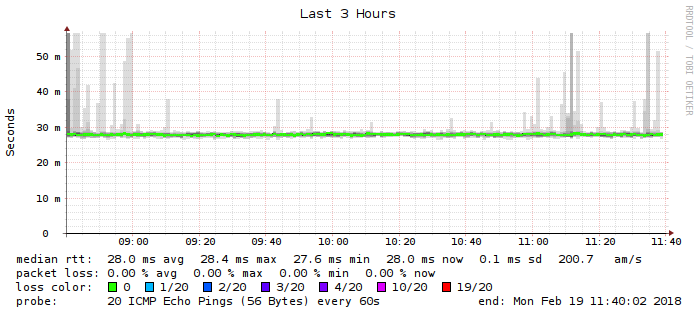 Last 3 Hours
RRDTOOL / TOBI OETIKER
Seconds
50 m
40 m
30 m
20 m
10 m
0
09:00 09:20 09:40 10:00 10:20 10:40 11:00 11:20 11:40
median rtt: 28.0 ms avg 28.4 ms max 27.6 ms min 28.0 ms now 0.1 ms sd 200.7 am/s
packet loss: 0.00 % avg 0.00 % max 0.00 % min 0.00 % now
loss color: 0 1/20 2/20 3/20 4/20 10/20 19/20
probe: 20 ICMP Echo Pings (56 Bytes) every 60s end: Mon Feb 19 11:40:02 2018